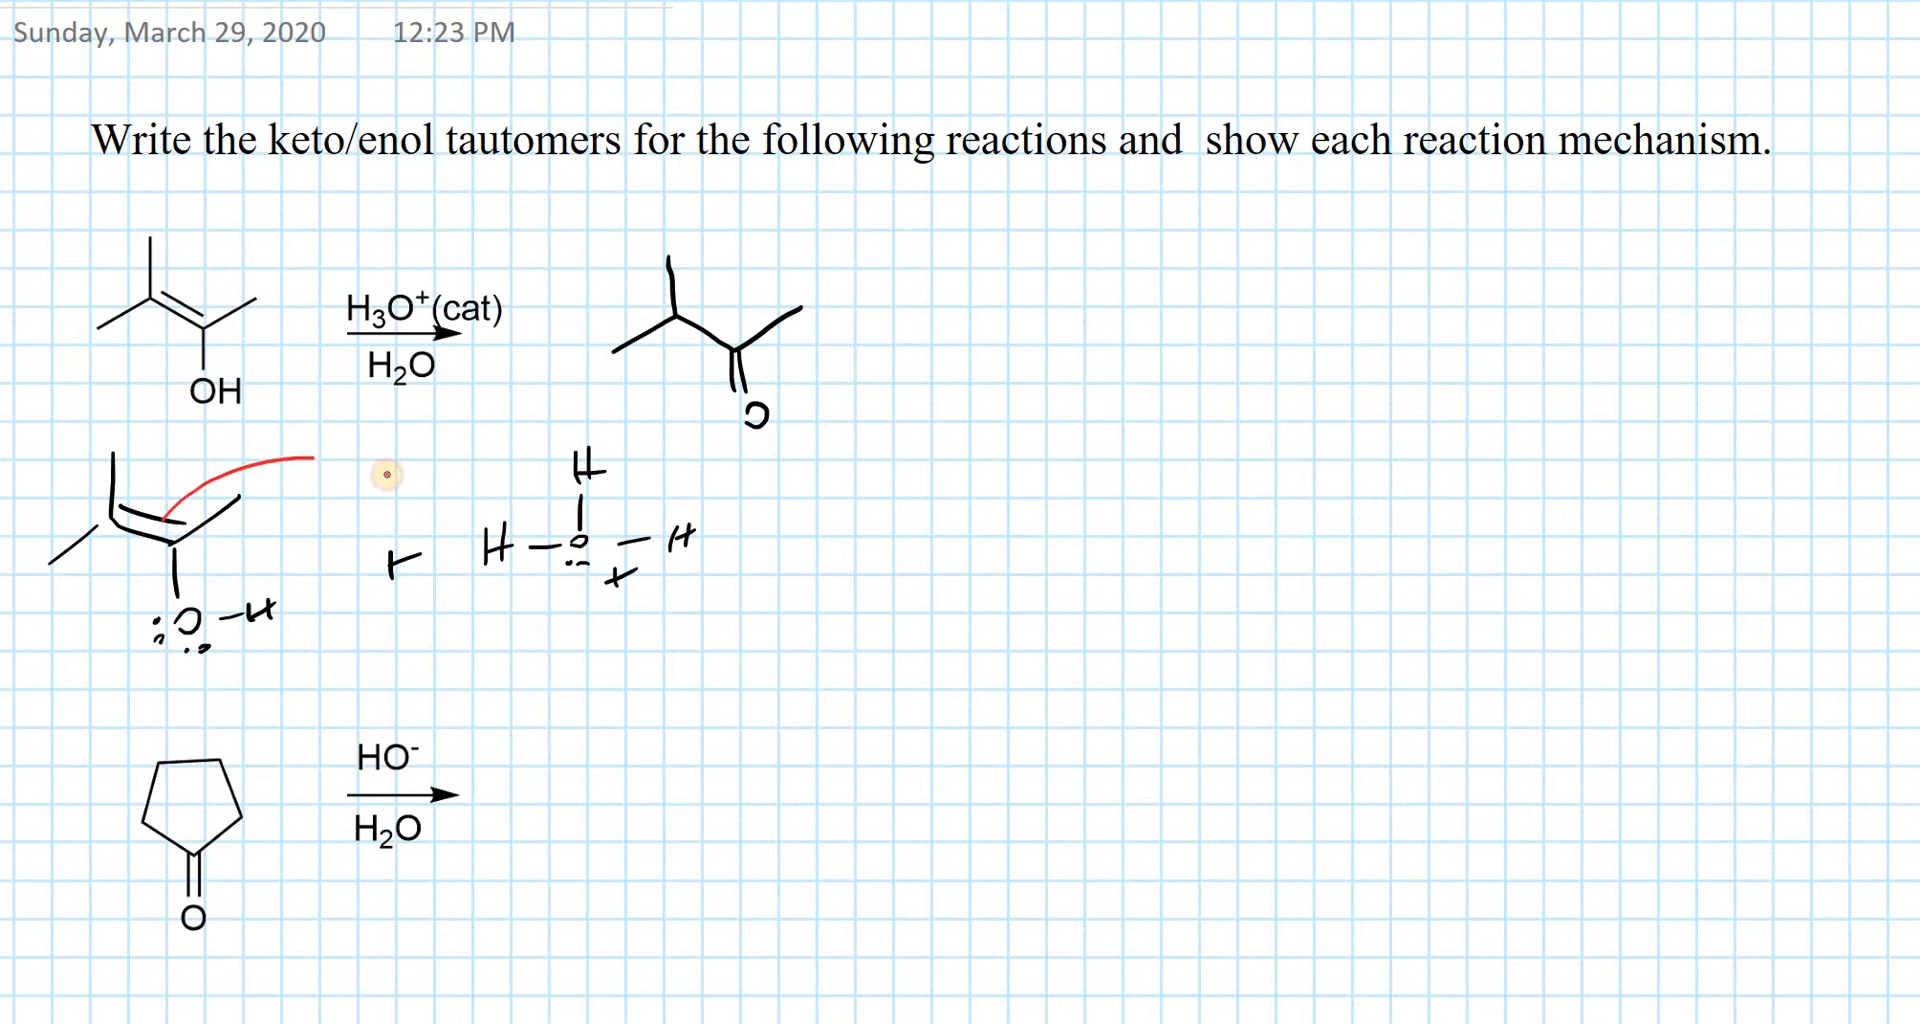 Sunday, March 29, 2020 12:23 PM
Write the keto/enol tautomers for the following reactions and show each reaction mechanism.
H₃O⁺(cat)
H₂O
OH
O
H
+ H – O – H
+
:O – H
HO⁻
H₂O
O